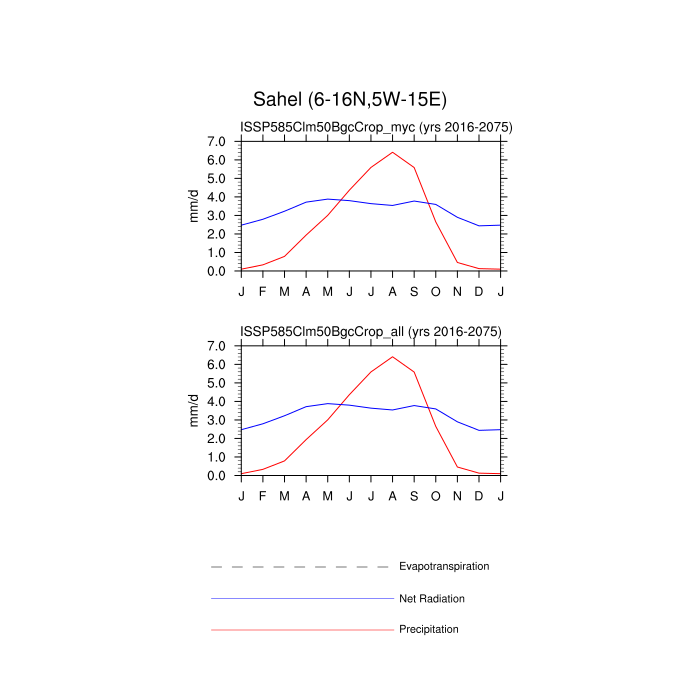 Sahel (6-16N,5W-15E)
ISSP585Clm50BgcCrop_myc (yrs 2016-2075)
7.0
6.0
5.0
4.0
3.0
2.0
1.0
0.0
mm/d
J F M A M J J A S O N D J
ISSP585Clm50BgcCrop_all (yrs 2016-2075)
7.0
6.0
5.0
4.0
3.0
2.0
1.0
0.0
mm/d
J F M A M J J A S O N D J
Evapotranspiration
Net Radiation
Precipitation